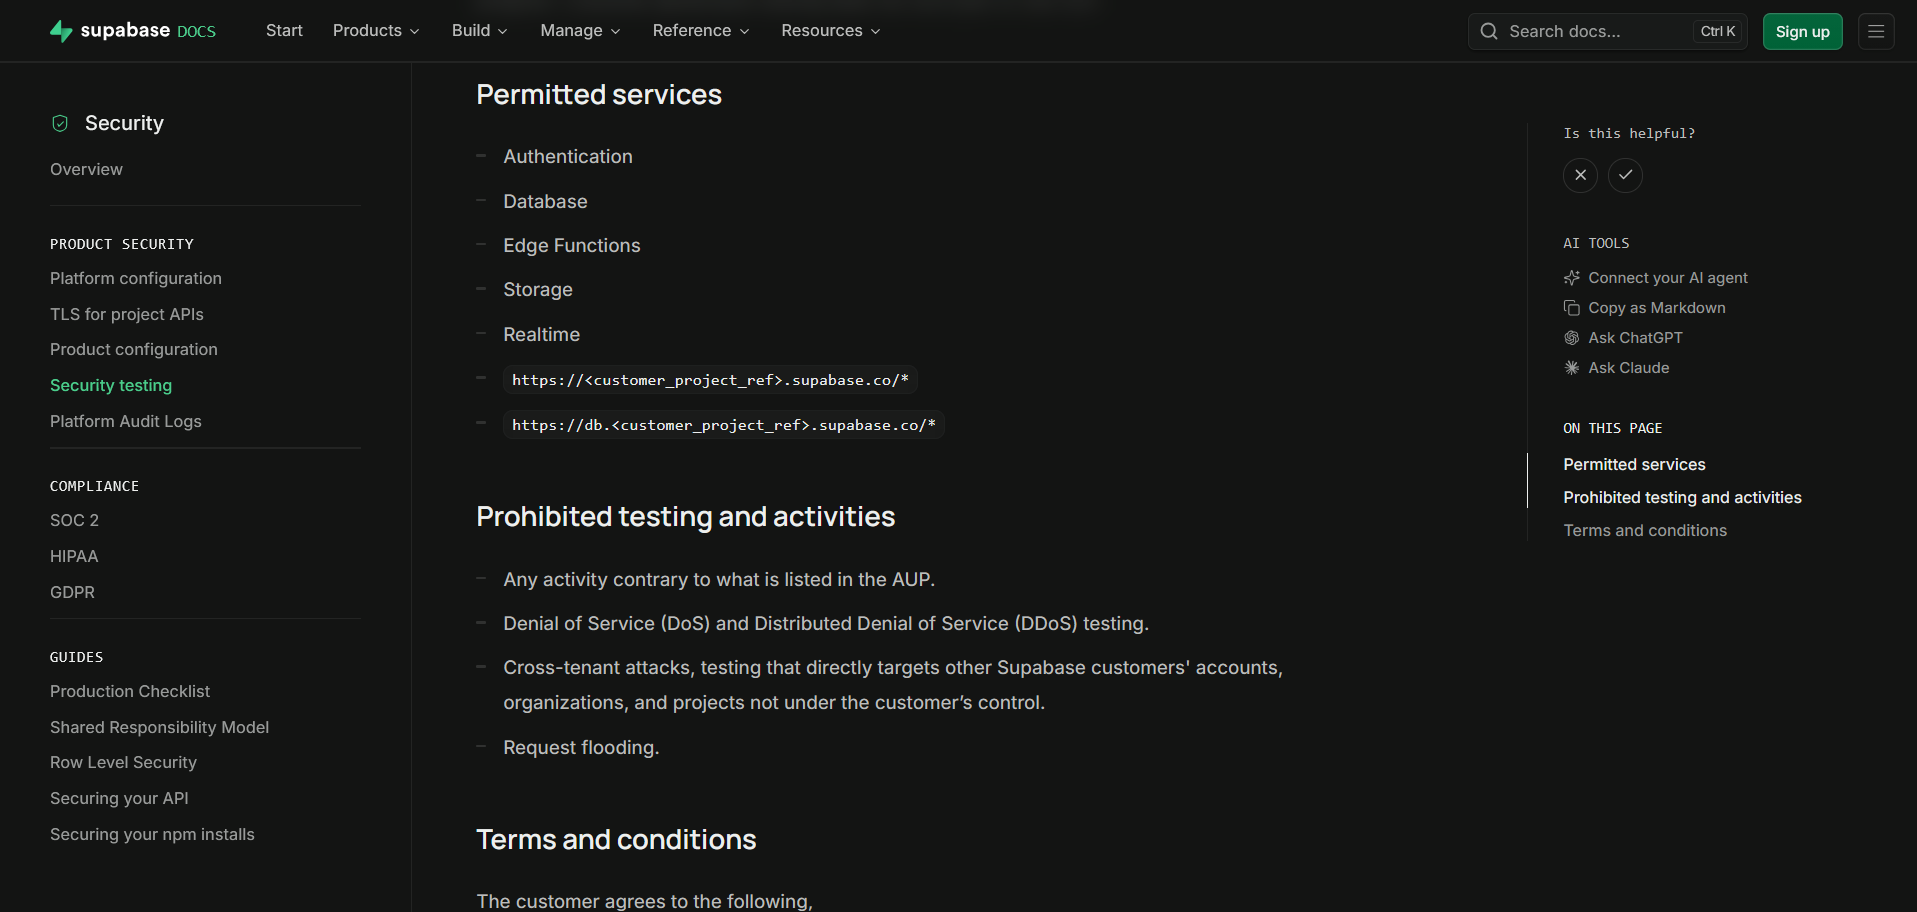 supabase DOCS
Start
Products
Build
Manage
Reference
Resources
Search docs...
Ctrl K
Sign up
Security
Overview
PRODUCT SECURITY
Platform configuration
TLS for project APIs
Product configuration
Security testing
Platform Audit Logs
COMPLIANCE
SOC 2
HIPAA
GDPR
GUIDES
Production Checklist
Shared Responsibility Model
Row Level Security
Securing your API
Securing your npm installs
Permitted services
Authentication
Database
Edge Functions
Storage
Realtime
https://<customer_project_ref>.supabase.co/*
https://db.<customer_project_ref>.supabase.co/*
Prohibited testing and activities
Any activity contrary to what is listed in the AUP.
Denial of Service (DoS) and Distributed Denial of Service (DDoS) testing.
Cross-tenant attacks, testing that directly targets other Supabase customers' accounts,
organizations, and projects not under the customer’s control.
Request flooding.
Terms and conditions
The customer agrees to the following,
Is this helpful?
AI TOOLS
Connect your AI agent
Copy as Markdown
Ask ChatGPT
Ask Claude
ON THIS PAGE
Permitted services
Prohibited testing and activities
Terms and conditions